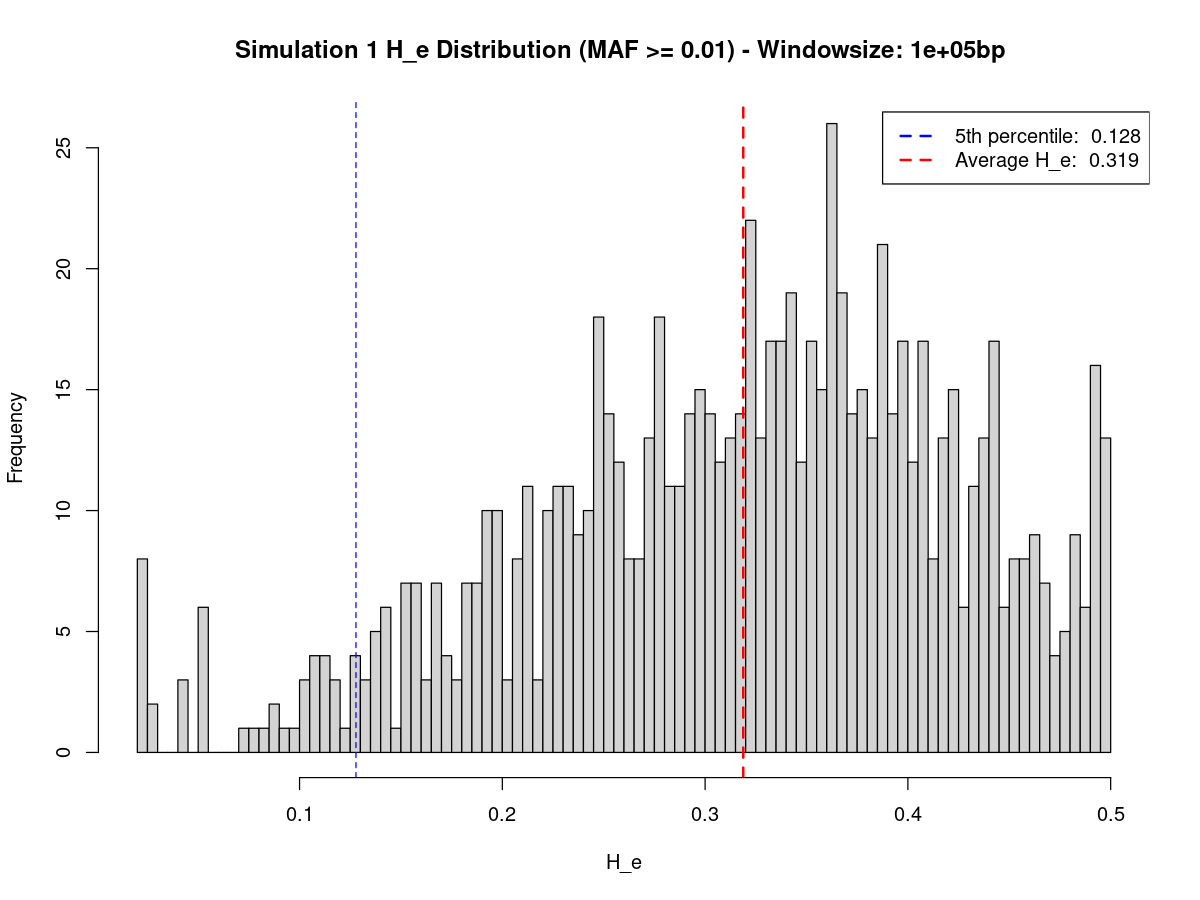 Simulation 1 H_e Distribution (MAF >= 0.01) - Windowsize: 1e+05bp
5th percentile: 0.128
Average H_e: 0.319
Frequency
25
20
15
10
5
0
0.1 0.2 0.3 0.4 0.5
H_e